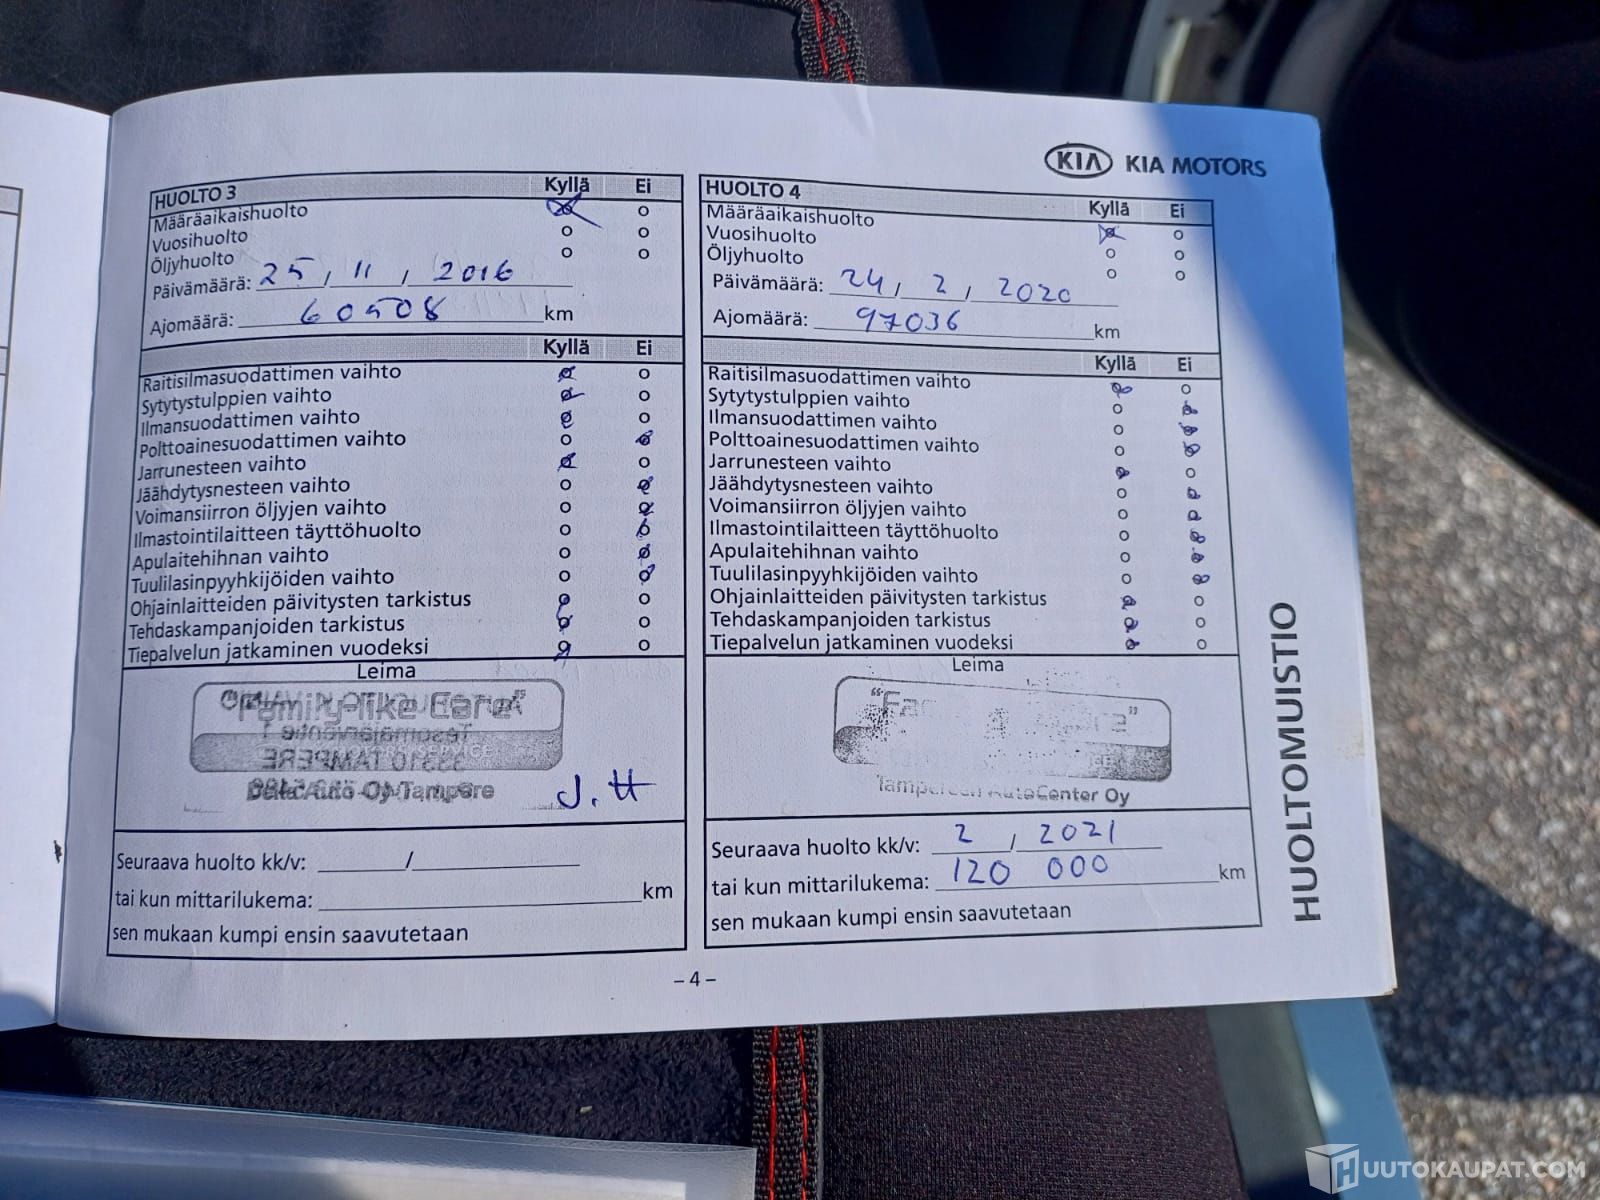 KIA KIA MOTORS
HUOLTO 3 Kyllä Ei
Määräaikaishuolto o
Vuosihuolto o o
Öljyhuolto o o
Päivämäärä: 25 / 11 / 2016
Ajomäärä: 60508 km
Kyllä Ei
Raitisilmasuodattimen vaihto o
Sytytystulppien vaihto o
Ilmansuodattimen vaihto o
Polttoainesuodattimen vaihto o
Jarrunesteen vaihto o
Jäähdytysnesteen vaihto o
Voimansiirron öljyjen vaihto o
Ilmastointilaitteen täyttöhuolto o
Apulaitehihnan vaihto o
Tuulilasinpyyhkijöiden vaihto o
Ohjainlaitteiden päivitysten tarkistus o
Tehdaskampanjoiden tarkistus o
Tiepalvelun jatkaminen vuodeksi o
Leima
"Family-like Care"
Oy Tampere
J.H
Seuraava huolto kk/v: /
tai kun mittarilukema: km
sen mukaan kumpi ensin saavutetaan
HUOLTO 4 Kyllä Ei
Määräaikaishuolto o
Vuosihuolto o o
Öljyhuolto o o
Päivämäärä: 24 / 2 / 2020
Ajomäärä: 97036 km
Kyllä Ei
Raitisilmasuodattimen vaihto o
Sytytystulppien vaihto o
Ilmansuodattimen vaihto o
Polttoainesuodattimen vaihto o
Jarrunesteen vaihto o
Jäähdytysnesteen vaihto o
Voimansiirron öljyjen vaihto o
Ilmastointilaitteen täyttöhuolto o
Apulaitehihnan vaihto o
Tuulilasinpyyhkijöiden vaihto o
Ohjainlaitteiden päivitysten tarkistus o
Tehdaskampanjoiden tarkistus o
Tiepalvelun jatkaminen vuodeksi o
Leima
Tampereen AutoCenter Oy
Seuraava huolto kk/v: 2 / 2021
tai kun mittarilukema: 120 000 km
sen mukaan kumpi ensin saavutetaan
HUOLTOMUISTIO
– 4 –
HUUTOKAUPAT.COM